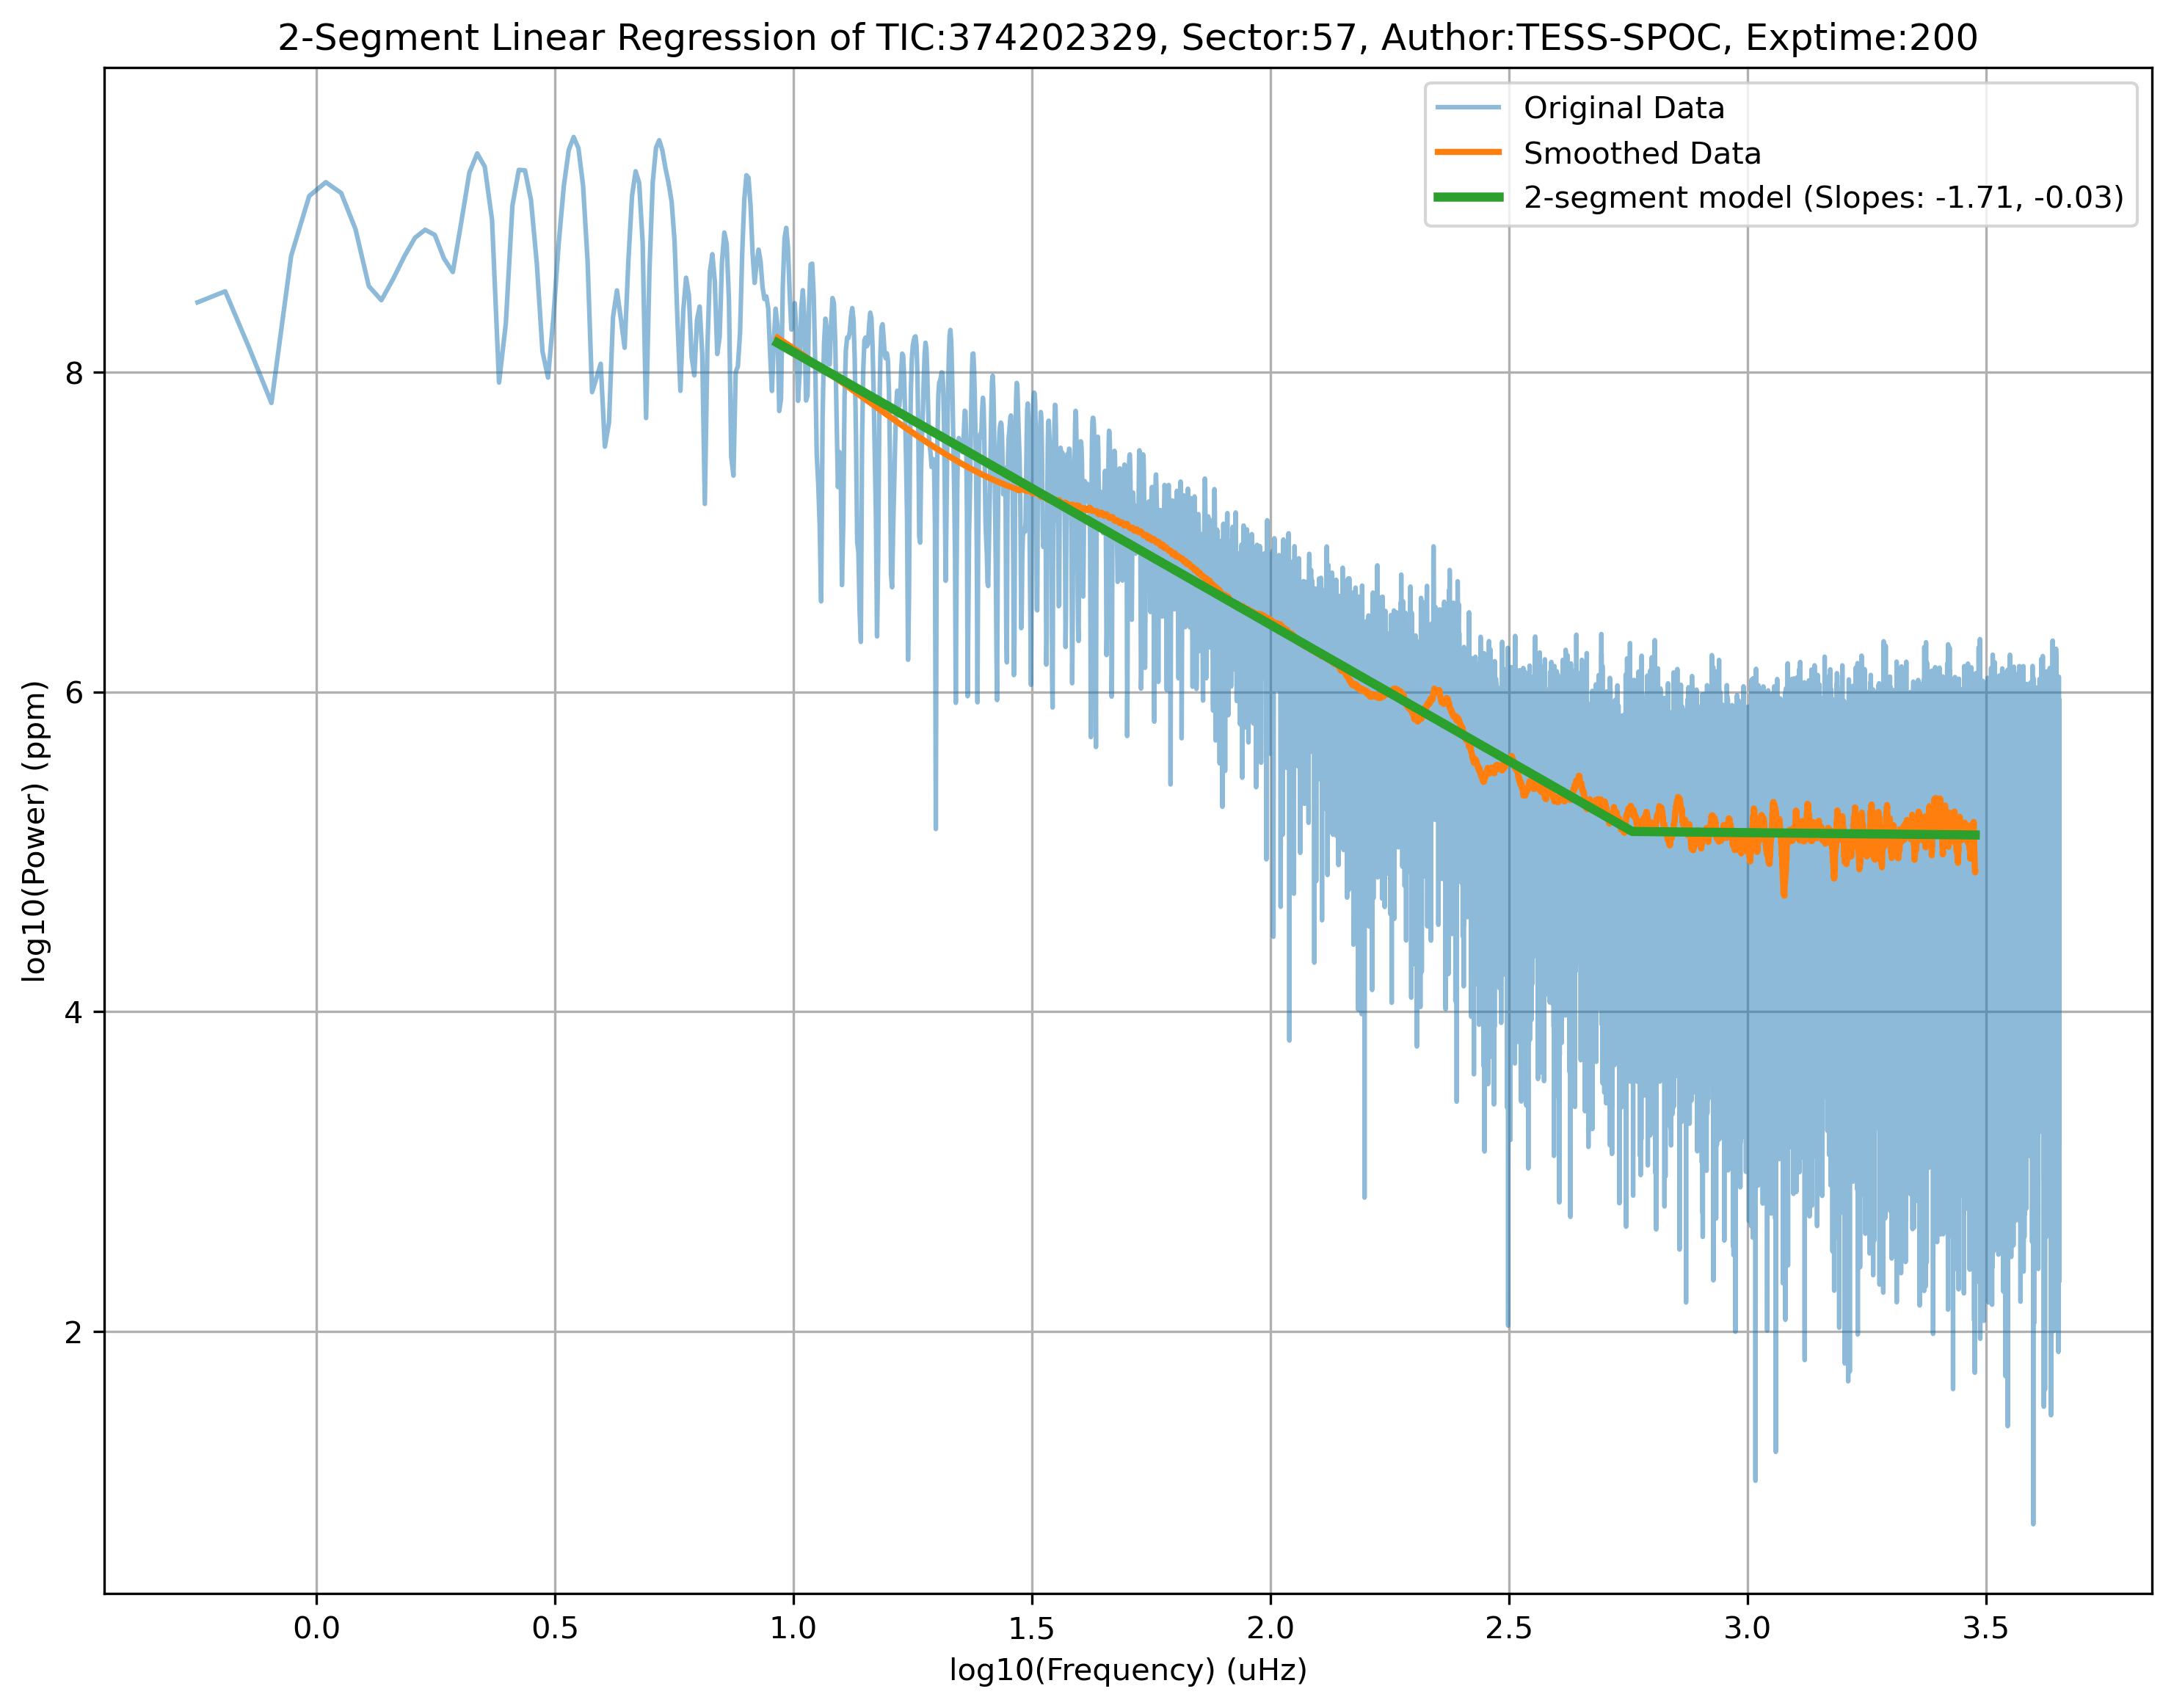 2-Segment Linear Regression of TIC:374202329, Sector:57, Author:TESS-SPOC, Exptime:200
Original Data
Smoothed Data
2-segment model (Slopes: -1.71, -0.03)
log10(Power) (ppm)
8
6
4
2
0.0 0.5 1.0 1.5 2.0 2.5 3.0 3.5
log10(Frequency) (uHz)